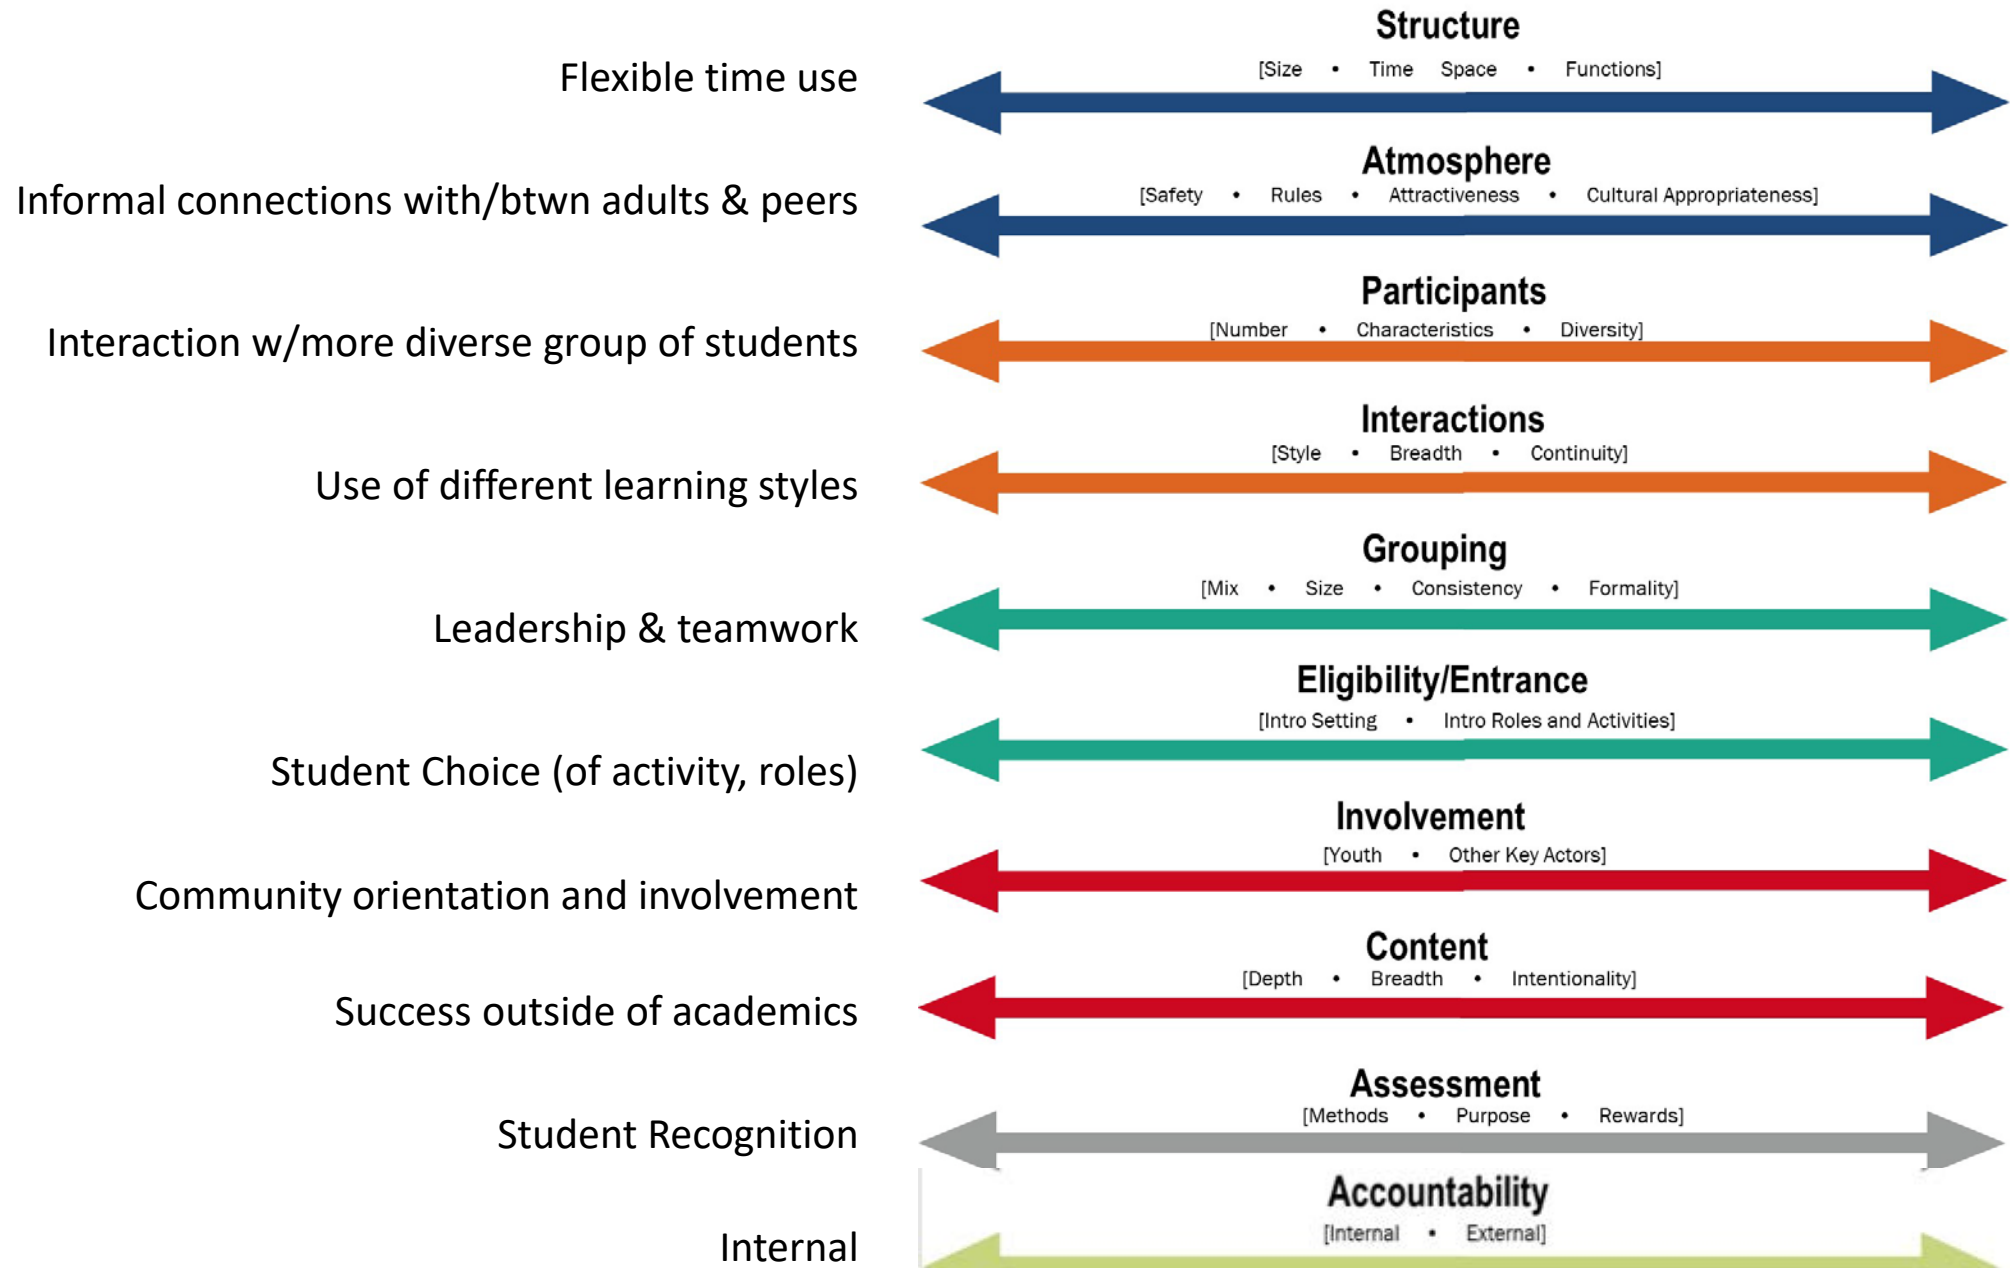 Structure
Flexible time use
[Size • Time Space • Functions]
Atmosphere
Informal connections with/btwn adults & peers
[Safety • Rules • Attractiveness • Cultural Appropriateness]
Participants
Interaction w/more diverse group of students
[Number • Characteristics • Diversity]
Interactions
Use of different learning styles
[Style • Breadth • Continuity]
Grouping
Leadership & teamwork
[Mix • Size • Consistency • Formality]
Eligibility/Entrance
Student Choice (of activity, roles)
[Intro Setting • Intro Roles and Activities]
Involvement
Community orientation and involvement
[Youth • Other Key Actors]
Content
Success outside of academics
[Depth • Breadth • Intentionality]
Assessment
Student Recognition
[Methods • Purpose • Rewards]
Accountability
Internal
[Internal • External]